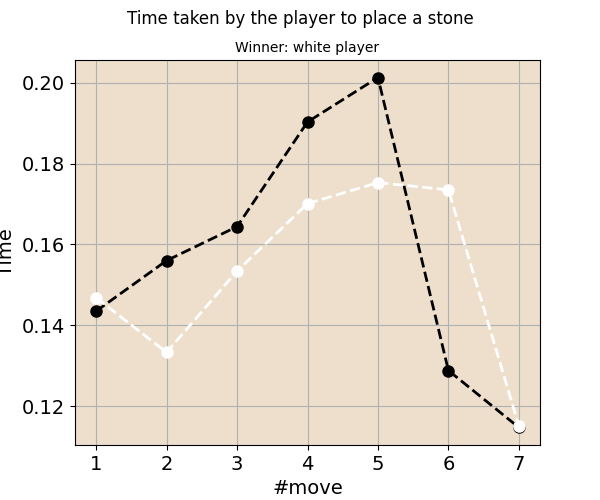 Time taken by the player to place a stone
Winner: white player
0.20
0.18
0.16
0.14
0.12
Time
1 2 3 4 5 6 7
#move